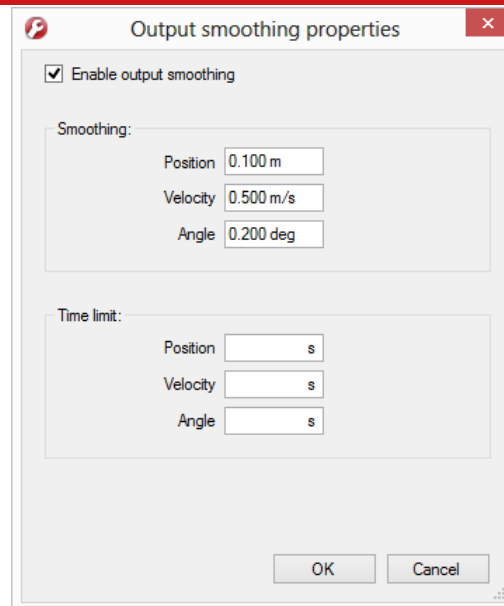 Output smoothing properties
Enable output smoothing
Smoothing:
Position 0.100 m
Velocity 0.500 m/s
Angle 0.200 deg
Time limit:
Position s
Velocity s
Angle s
OK Cancel